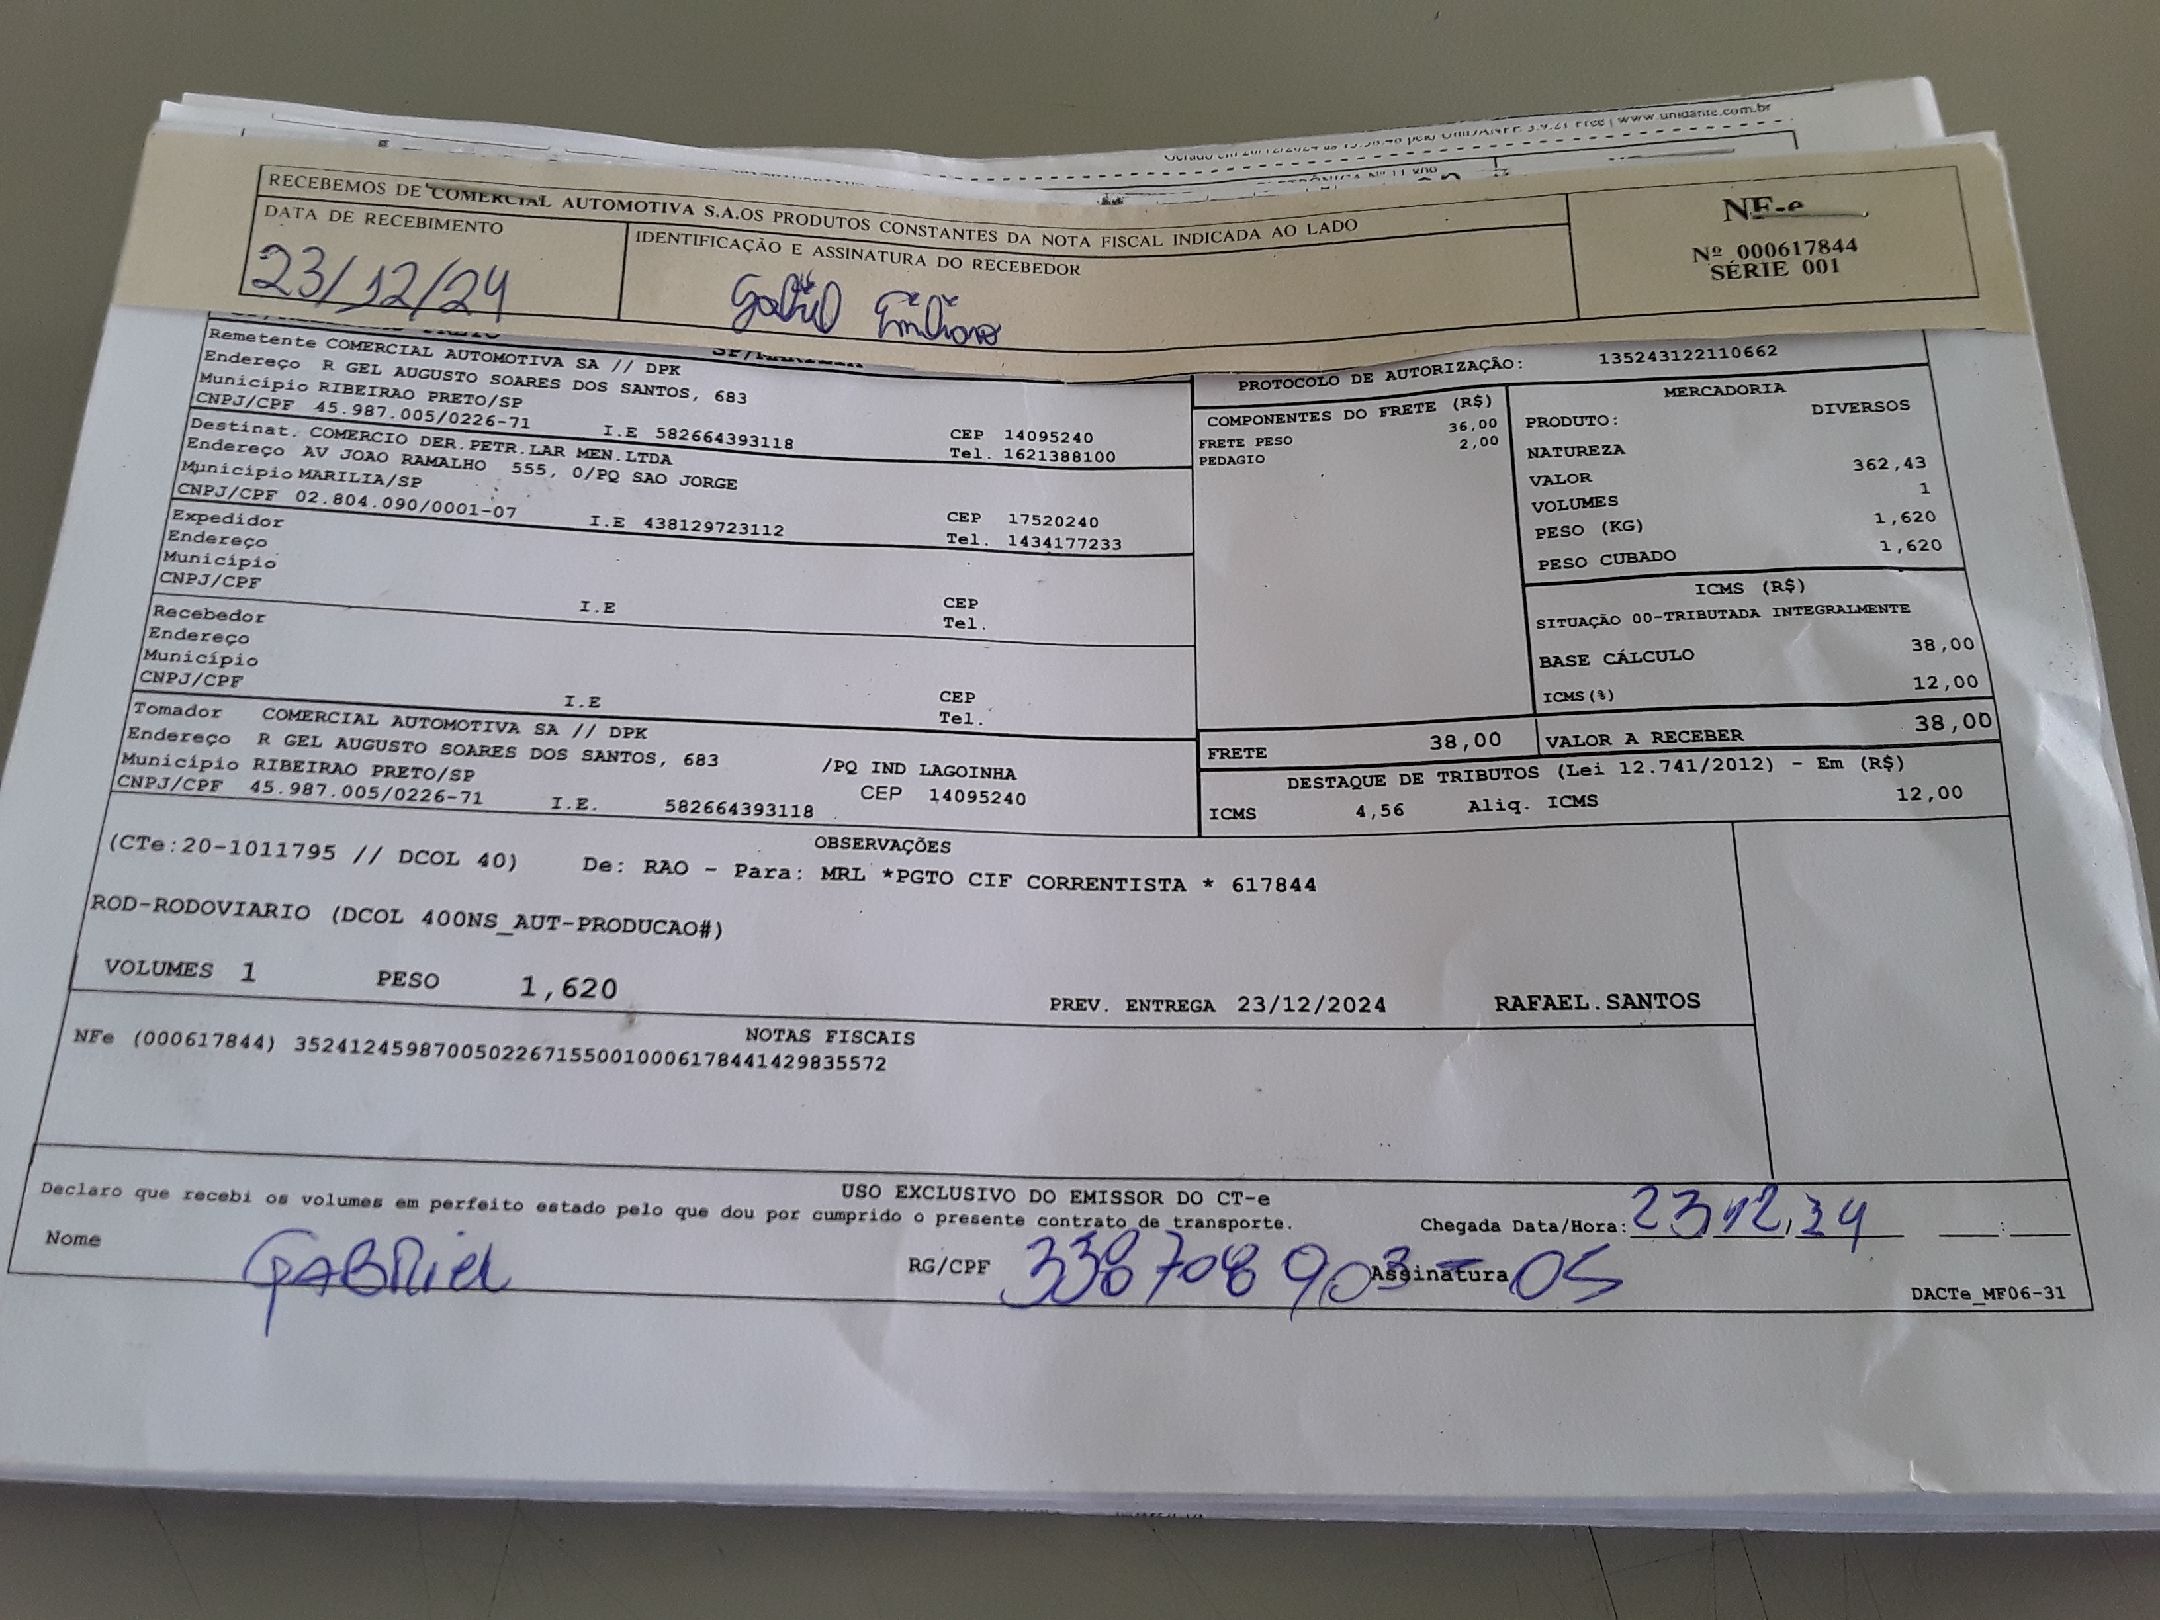 www.unidanfe.com.br
RECEBEMOS DE COMERCIAL AUTOMOTIVA S.A.OS PRODUTOS CONSTANTES DA NOTA FISCAL INDICADA AO LADO
DATA DE RECEBIMENTO
23/12/24
IDENTIFICAÇÃO E ASSINATURA DO RECEBEDOR
NF-e
Nº 000617844
SÉRIE 001
Remetente COMERCIAL AUTOMOTIVA SA // DPK
Endereço R GEL AUGUSTO SOARES DOS SANTOS, 683
Município RIBEIRAO PRETO/SP
CEP 14095240
CNPJ/CPF 45.987.005/0226-71 I.E 582664393118 Tel. 1621388100
Destinat. COMERCIO DER.PETR.LAR MEN.LTDA
Endereço AV JOAO RAMALHO 555, 0/PQ SAO JORGE
Município MARILIA/SP
CEP 17520240
CNPJ/CPF 02.804.090/0001-07 I.E 438129723112 Tel. 1434177233
Expedidor
Endereço
Município
CEP
CNPJ/CPF I.E Tel.
Recebedor
Endereço
Município
CEP
CNPJ/CPF I.E Tel.
Tomador COMERCIAL AUTOMOTIVA SA // DPK
Endereço R GEL AUGUSTO SOARES DOS SANTOS, 683 /PQ IND LAGOINHA
Município RIBEIRAO PRETO/SP CEP 14095240
CNPJ/CPF 45.987.005/0226-71 I.E. 582664393118
PROTOCOLO DE AUTORIZAÇÃO: 135243122110662
COMPONENTES DO FRETE (R$)
FRETE PESO 36,00
PEDAGIO 2,00
MERCADORIA
PRODUTO: DIVERSOS
NATUREZA
VALOR 362,43
VOLUMES 1
PESO (KG) 1,620
PESO CUBADO 1,620
ICMS (R$)
SITUAÇÃO 00-TRIBUTADA INTEGRALMENTE
BASE CÁLCULO 38,00
ICMS(%) 12,00
FRETE 38,00 VALOR A RECEBER 38,00
DESTAQUE DE TRIBUTOS (Lei 12.741/2012) - Em (R$)
ICMS 4,56 Aliq. ICMS 12,00
OBSERVAÇÕES
(CTe:20-1011795 // DCOL 40) De: RAO - Para: MRL *PGTO CIF CORRENTISTA * 617844
ROD-RODOVIARIO (DCOL 400NS_AUT-PRODUCAO#)
VOLUMES 1 PESO 1,620 PREV. ENTREGA 23/12/2024 RAFAEL.SANTOS
NOTAS FISCAIS
NFe (000617844) 35241245987005022671550010006178441429835572
USO EXCLUSIVO DO EMISSOR DO CT-e
Declaro que recebi os volumes em perfeito estado pelo que dou por cumprido o presente contrato de transporte.
Chegada Data/Hora: 23,12,24 :
Nome GABRIEL RG/CPF 338708903-05 Assinatura
DACTe_MF06-31